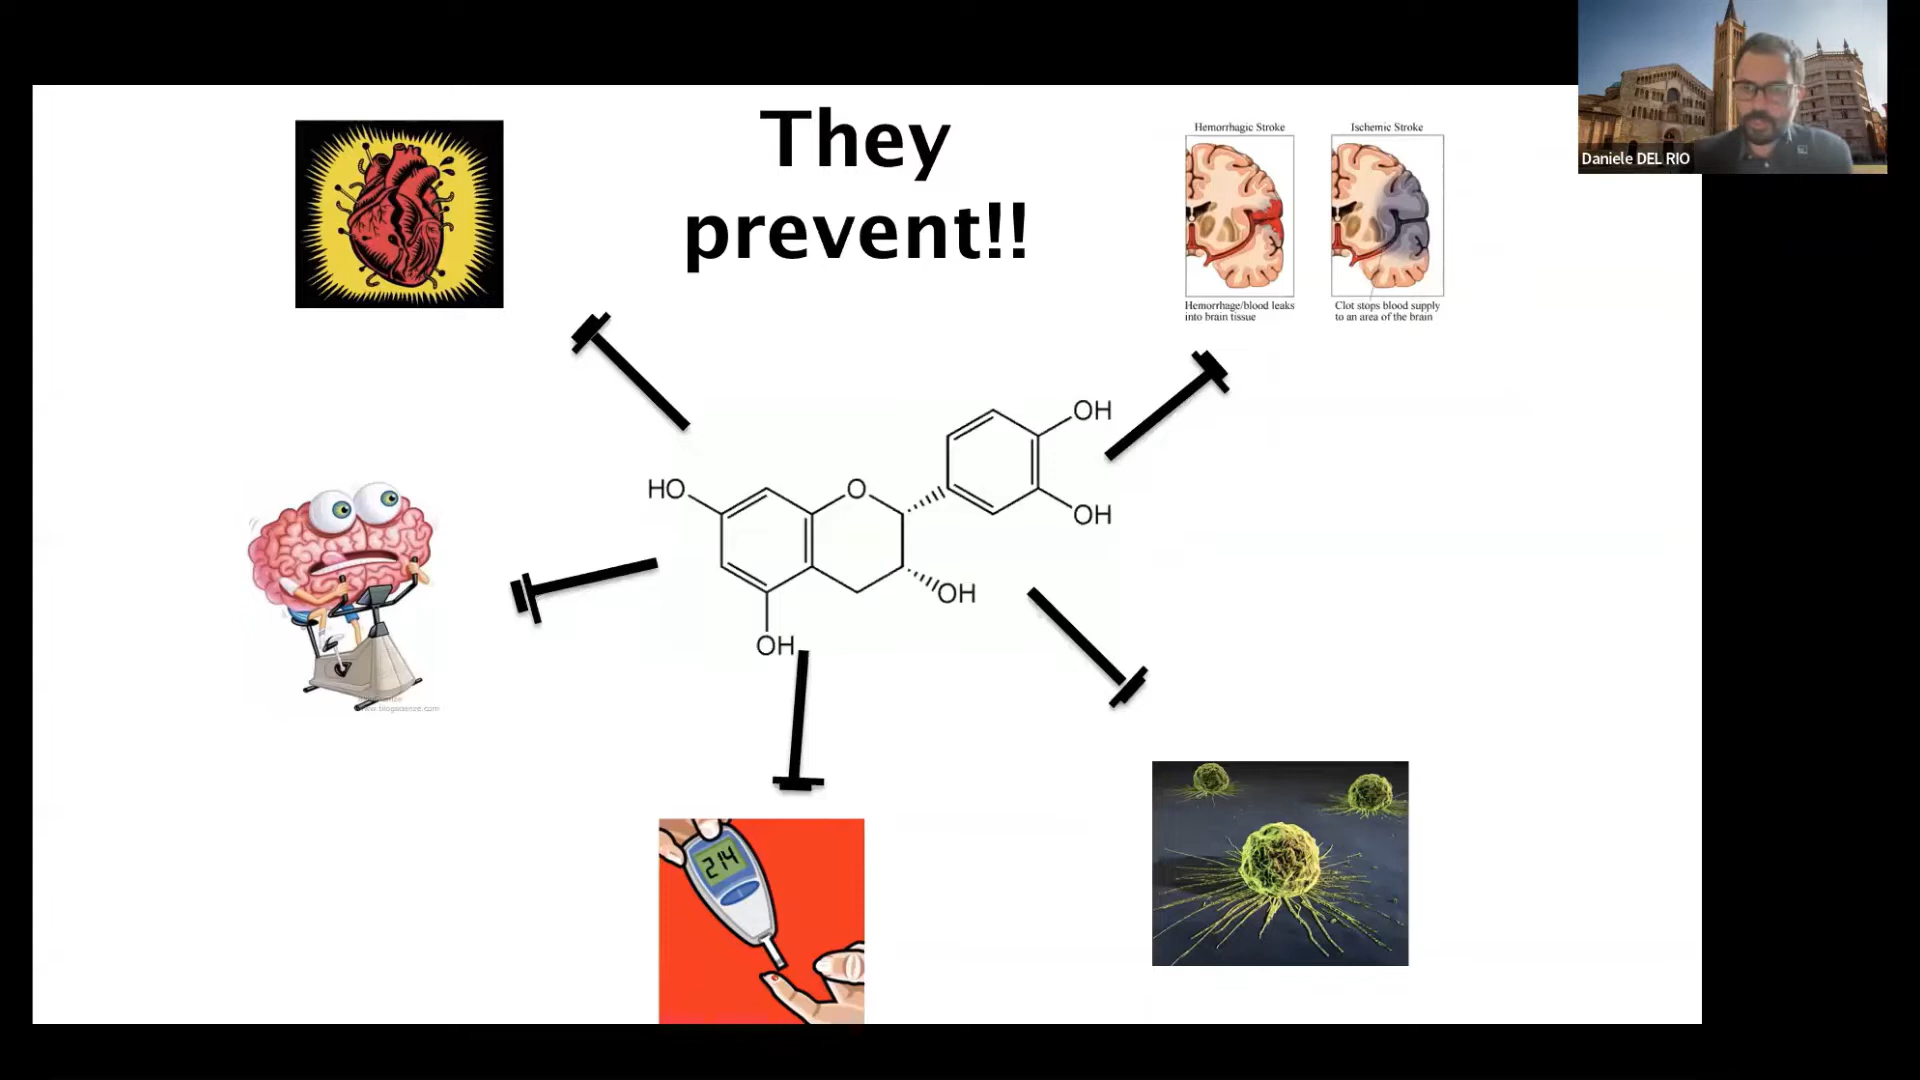 They
prevent!!
Hemorrhagic Stroke
Ischemic Stroke
Hemorrhage/blood leaks
into brain tissue
Clot stops blood supply
to an area of the brain
Daniele DEL RIO
OH
HO
O
OH
OH
OH
214